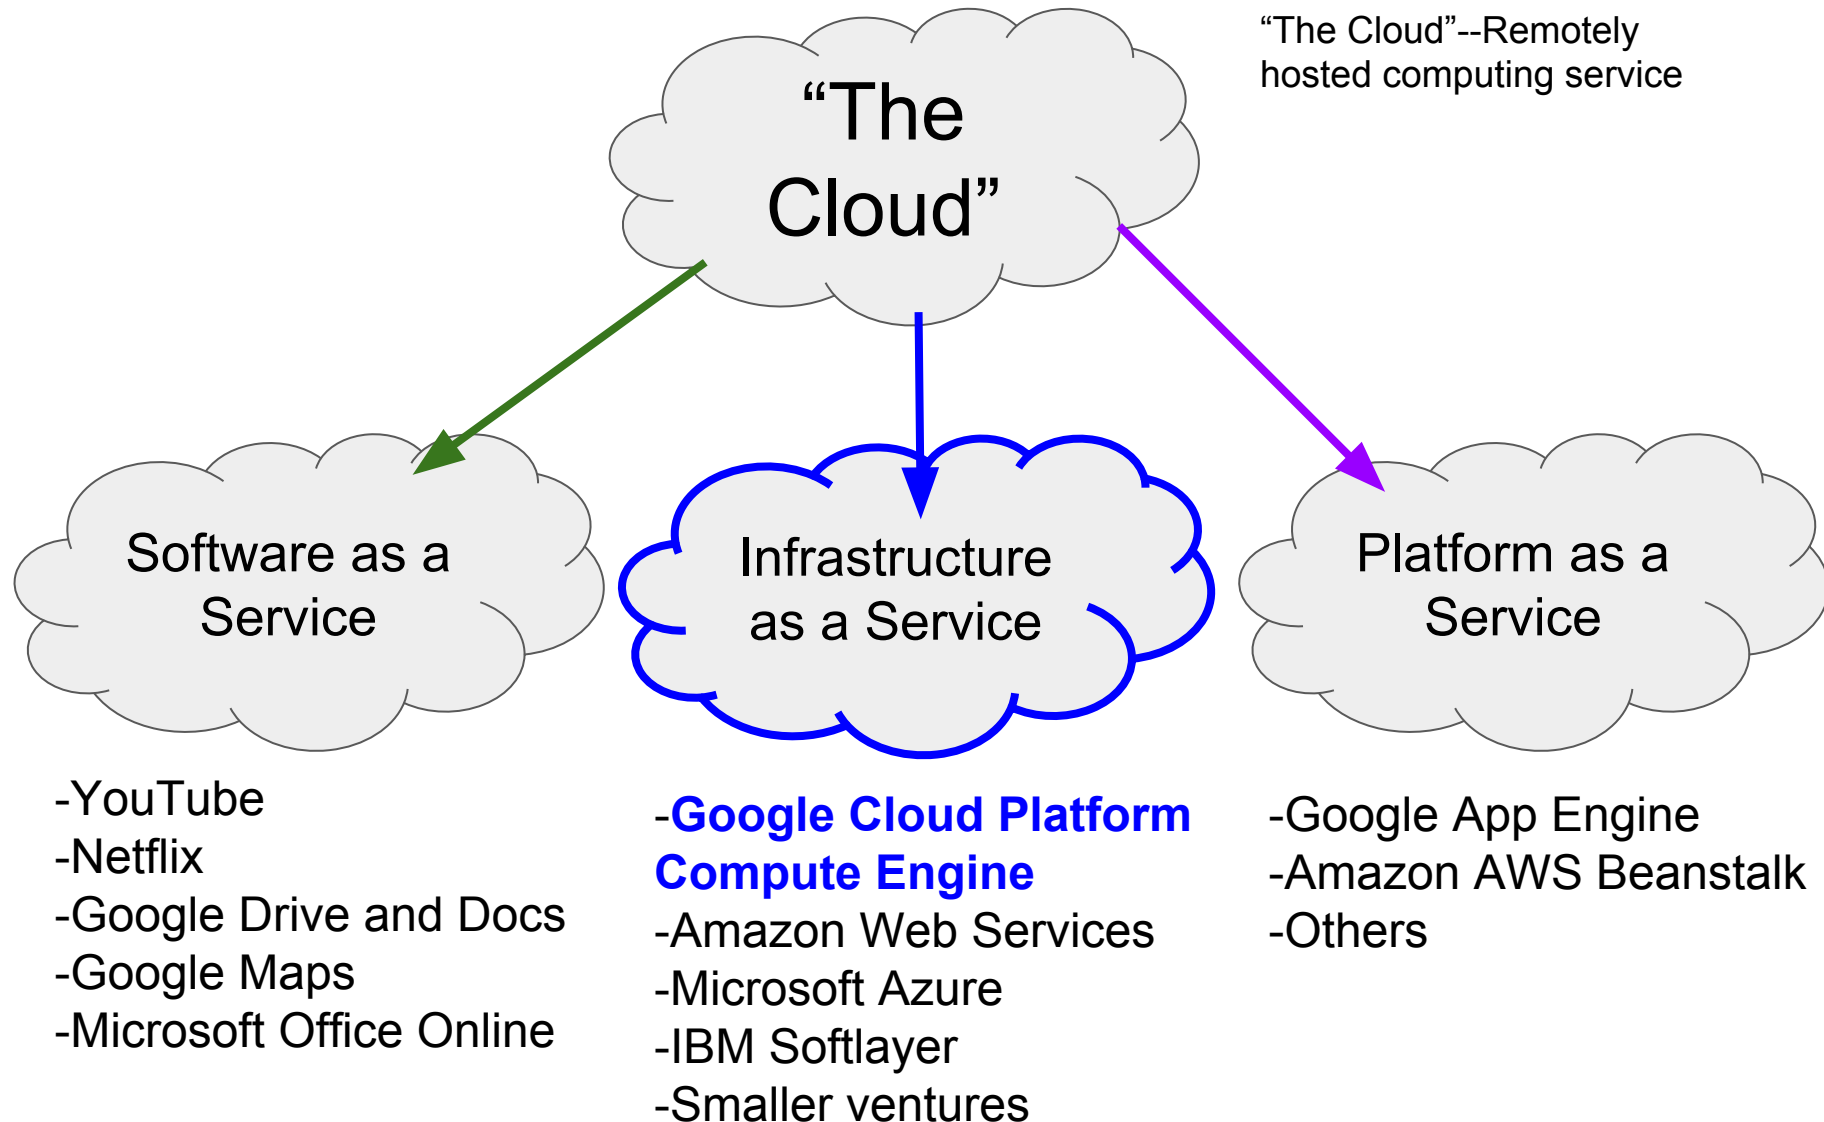 “The Cloud”--Remotely
hosted computing service
“The
Cloud”
Software as a
Service
Infrastructure
as a Service
Platform as a
Service
-YouTube
-Netflix
-Google Drive and Docs
-Google Maps
-Microsoft Office Online
-Google Cloud Platform
Compute Engine
-Amazon Web Services
-Microsoft Azure
-IBM Softlayer
-Smaller ventures
-Google App Engine
-Amazon AWS Beanstalk
-Others